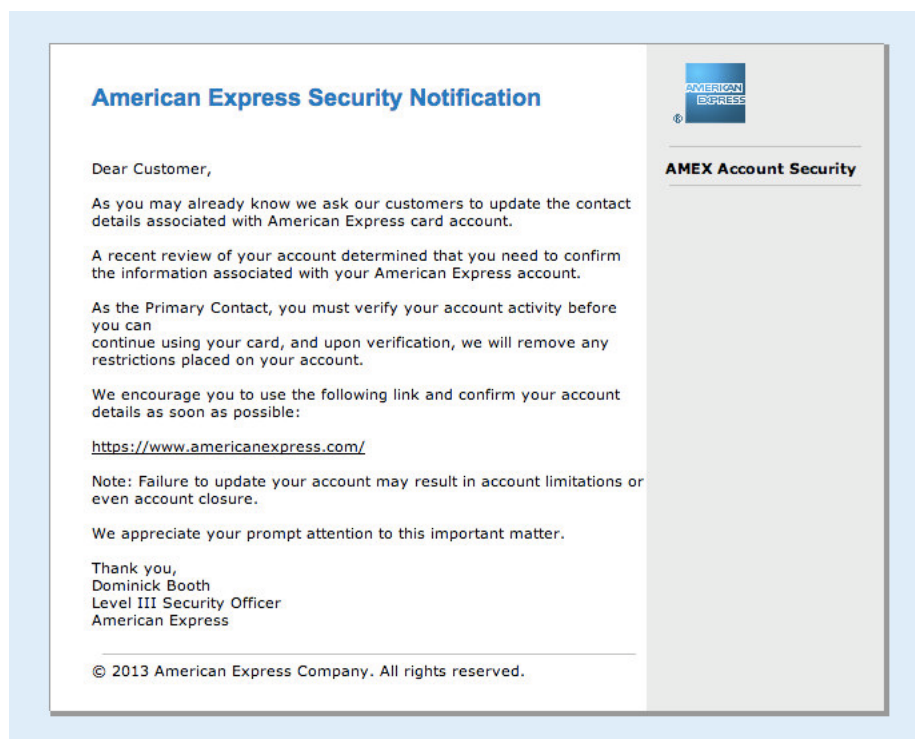 American Express Security Notification
AMERICAN
EXPRESS
®
AMEX Account Security
Dear Customer,
As you may already know we ask our customers to update the contact
details associated with American Express card account.
A recent review of your account determined that you need to confirm
the information associated with your American Express account.
As the Primary Contact, you must verify your account activity before
you can
continue using your card, and upon verification, we will remove any
restrictions placed on your account.
We encourage you to use the following link and confirm your account
details as soon as possible:
https://www.americanexpress.com/
Note: Failure to update your account may result in account limitations or
even account closure.
We appreciate your prompt attention to this important matter.
Thank you,
Dominick Booth
Level III Security Officer
American Express
© 2013 American Express Company. All rights reserved.